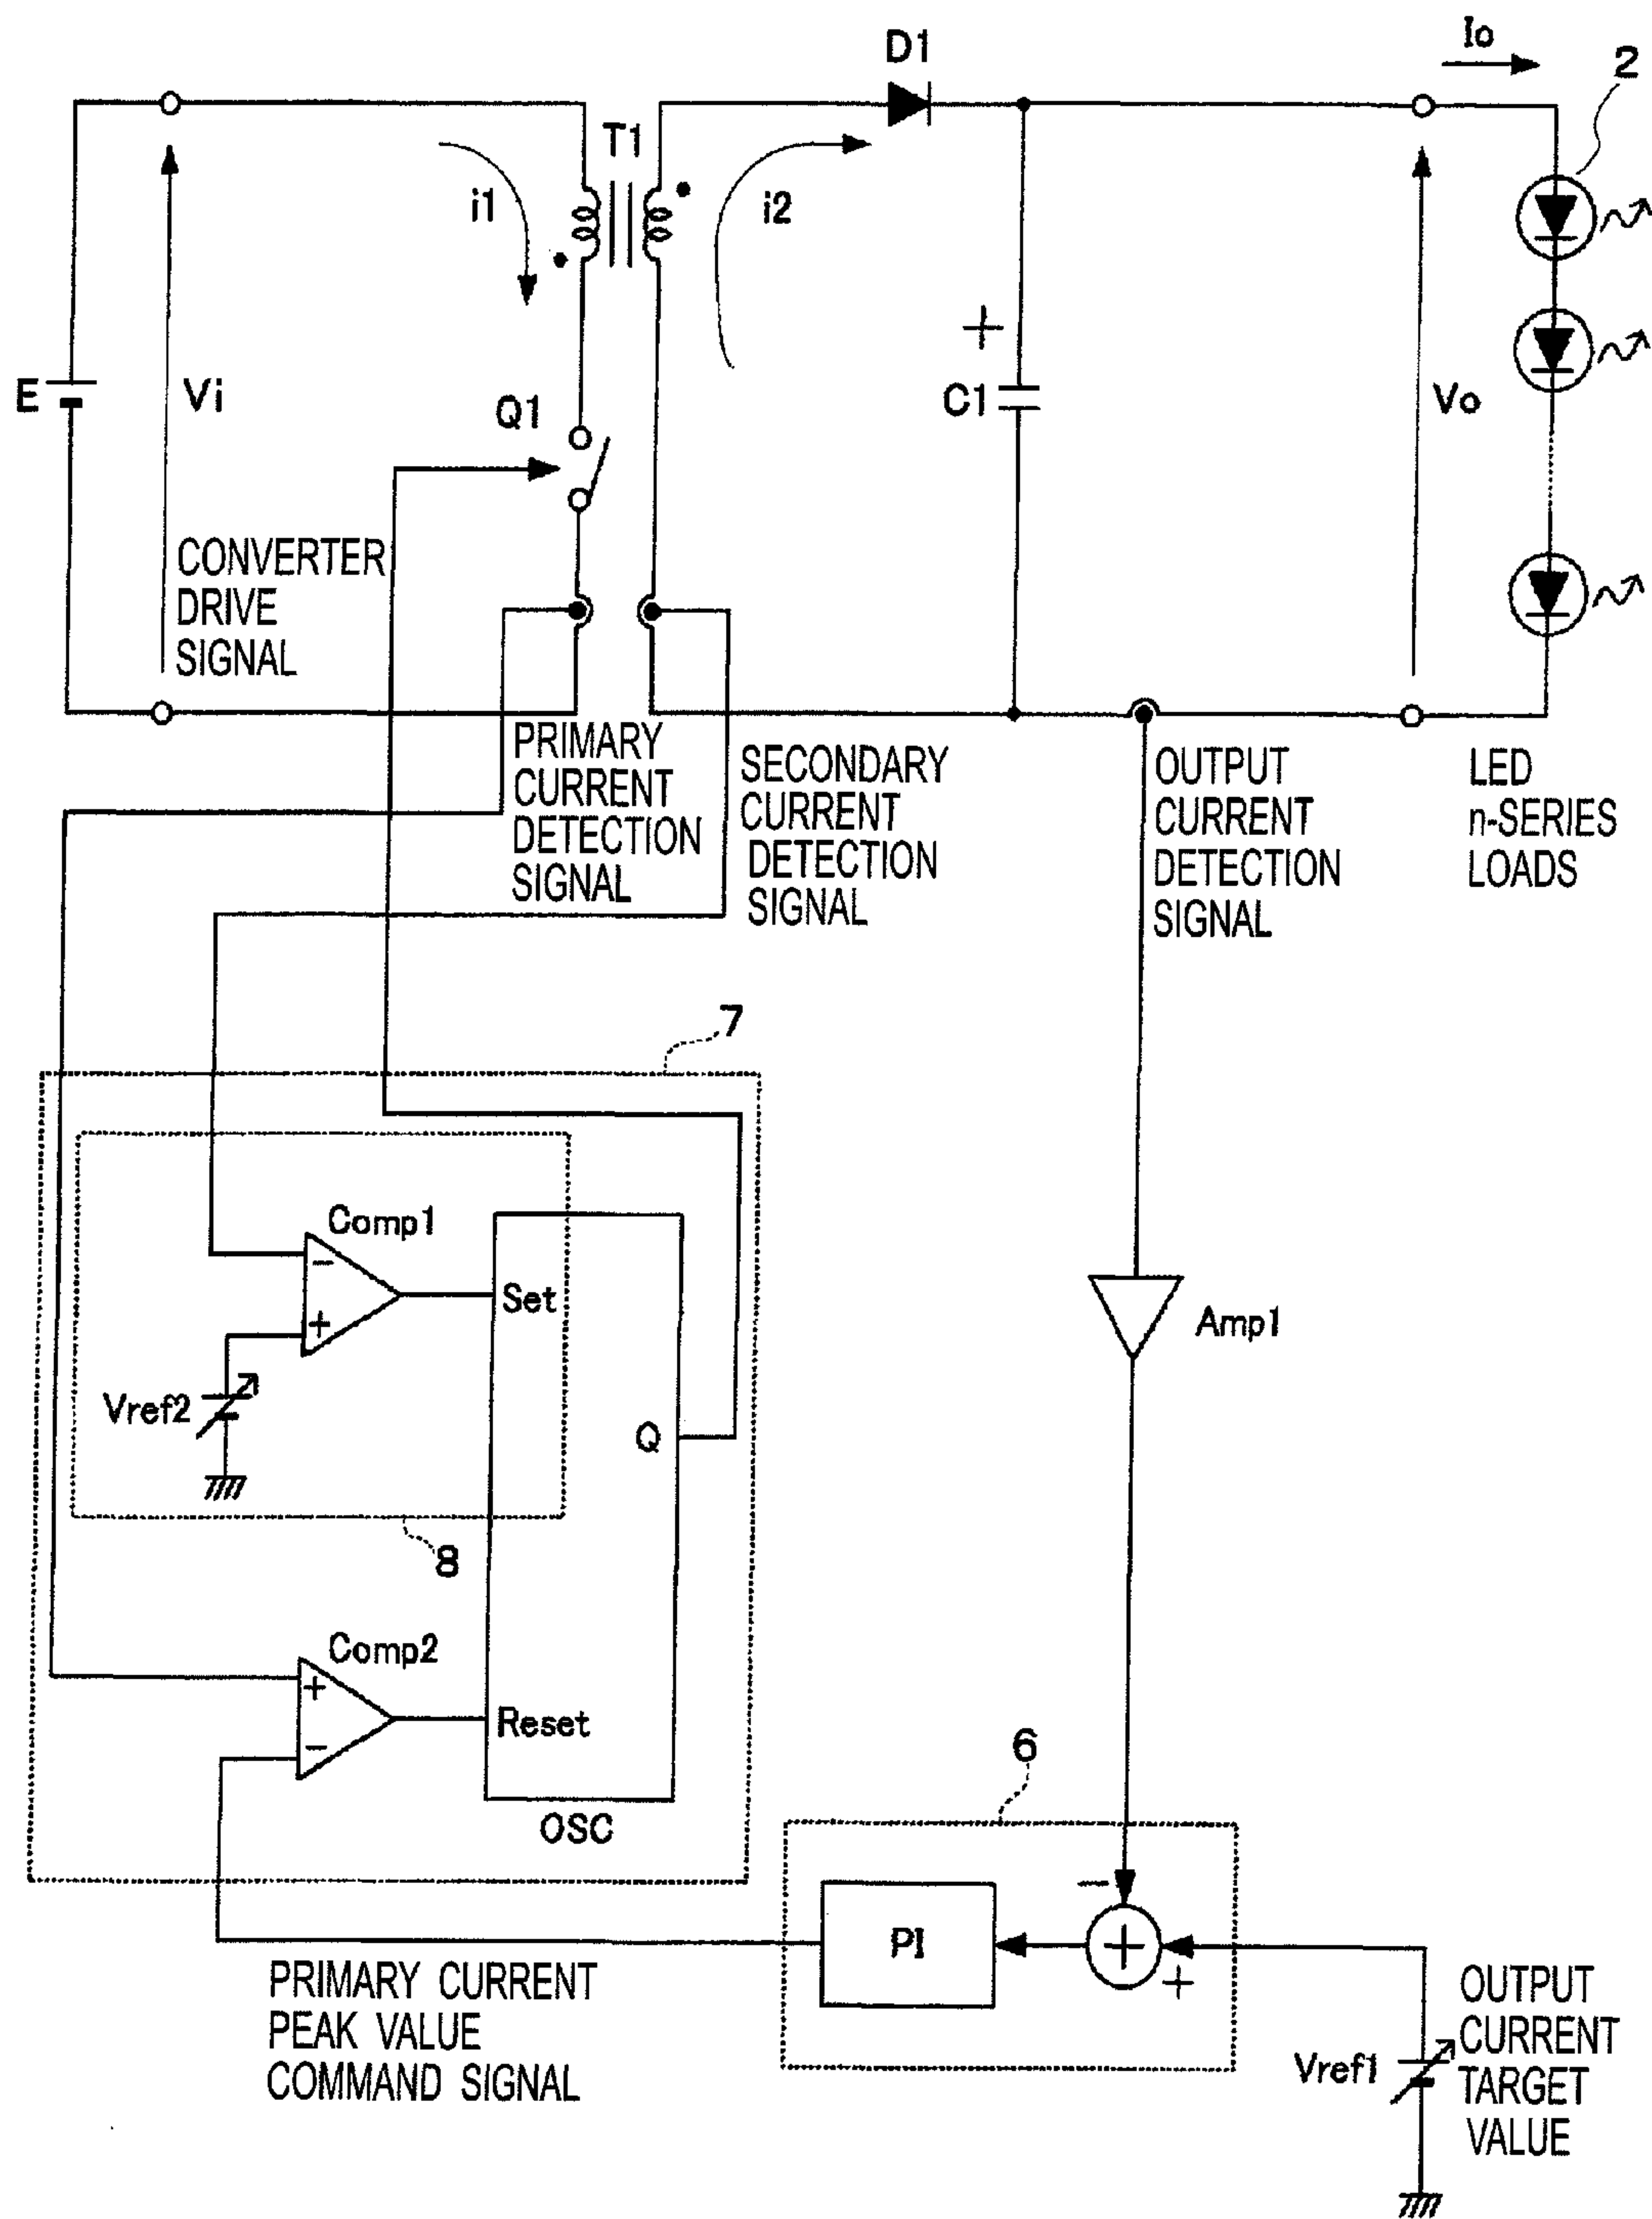 Io
D1
2
T1
i1
i2
+
E
Vi
Q1
C1
Vo
CONVERTER
DRIVE
SIGNAL
PRIMARY
CURRENT
DETECTION
SIGNAL
SECONDARY
CURRENT
DETECTION
SIGNAL
OUTPUT
CURRENT
DETECTION
SIGNAL
LED
n-SERIES
LOADS
7
Comp1
−
+
Set
Amp1
Vref2
Q
8
Comp2
+
−
Reset
OSC
6
−
PI
+
+
PRIMARY CURRENT
PEAK VALUE
COMMAND SIGNAL
Vref1
OUTPUT
CURRENT
TARGET
VALUE